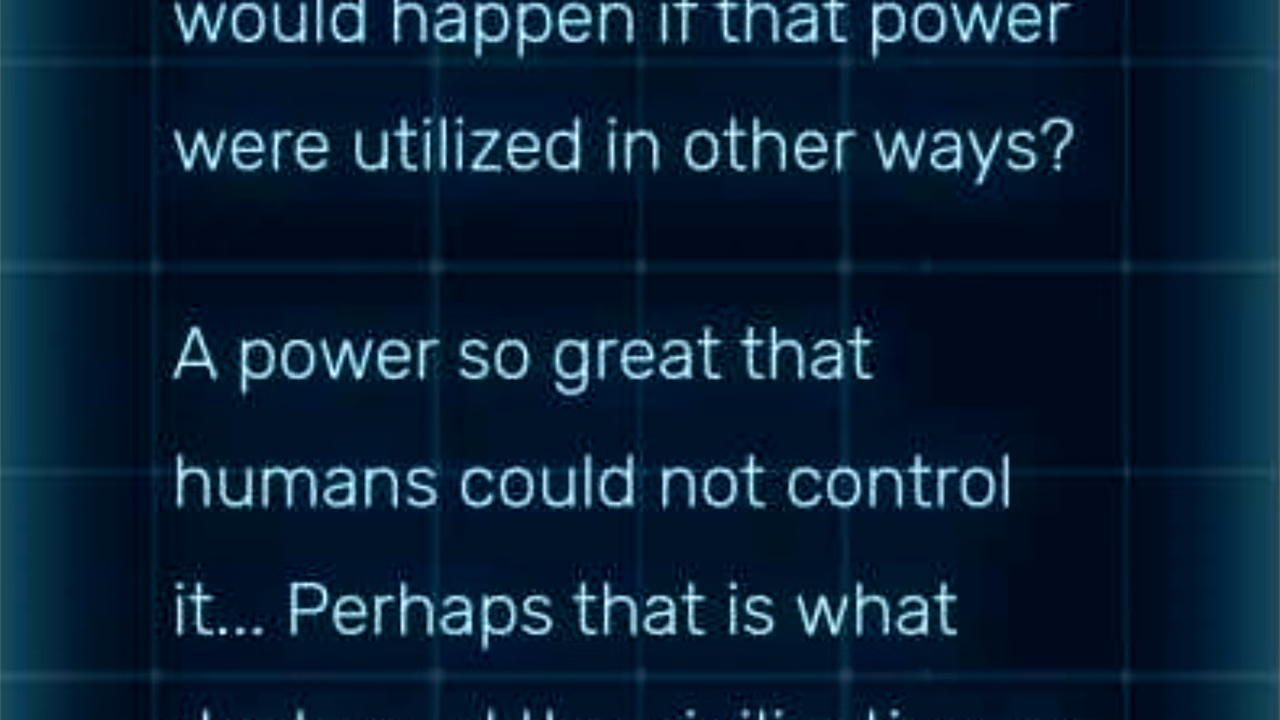 would happen if that power
were utilized in other ways?
A power so great that
humans could not control
it... Perhaps that is what